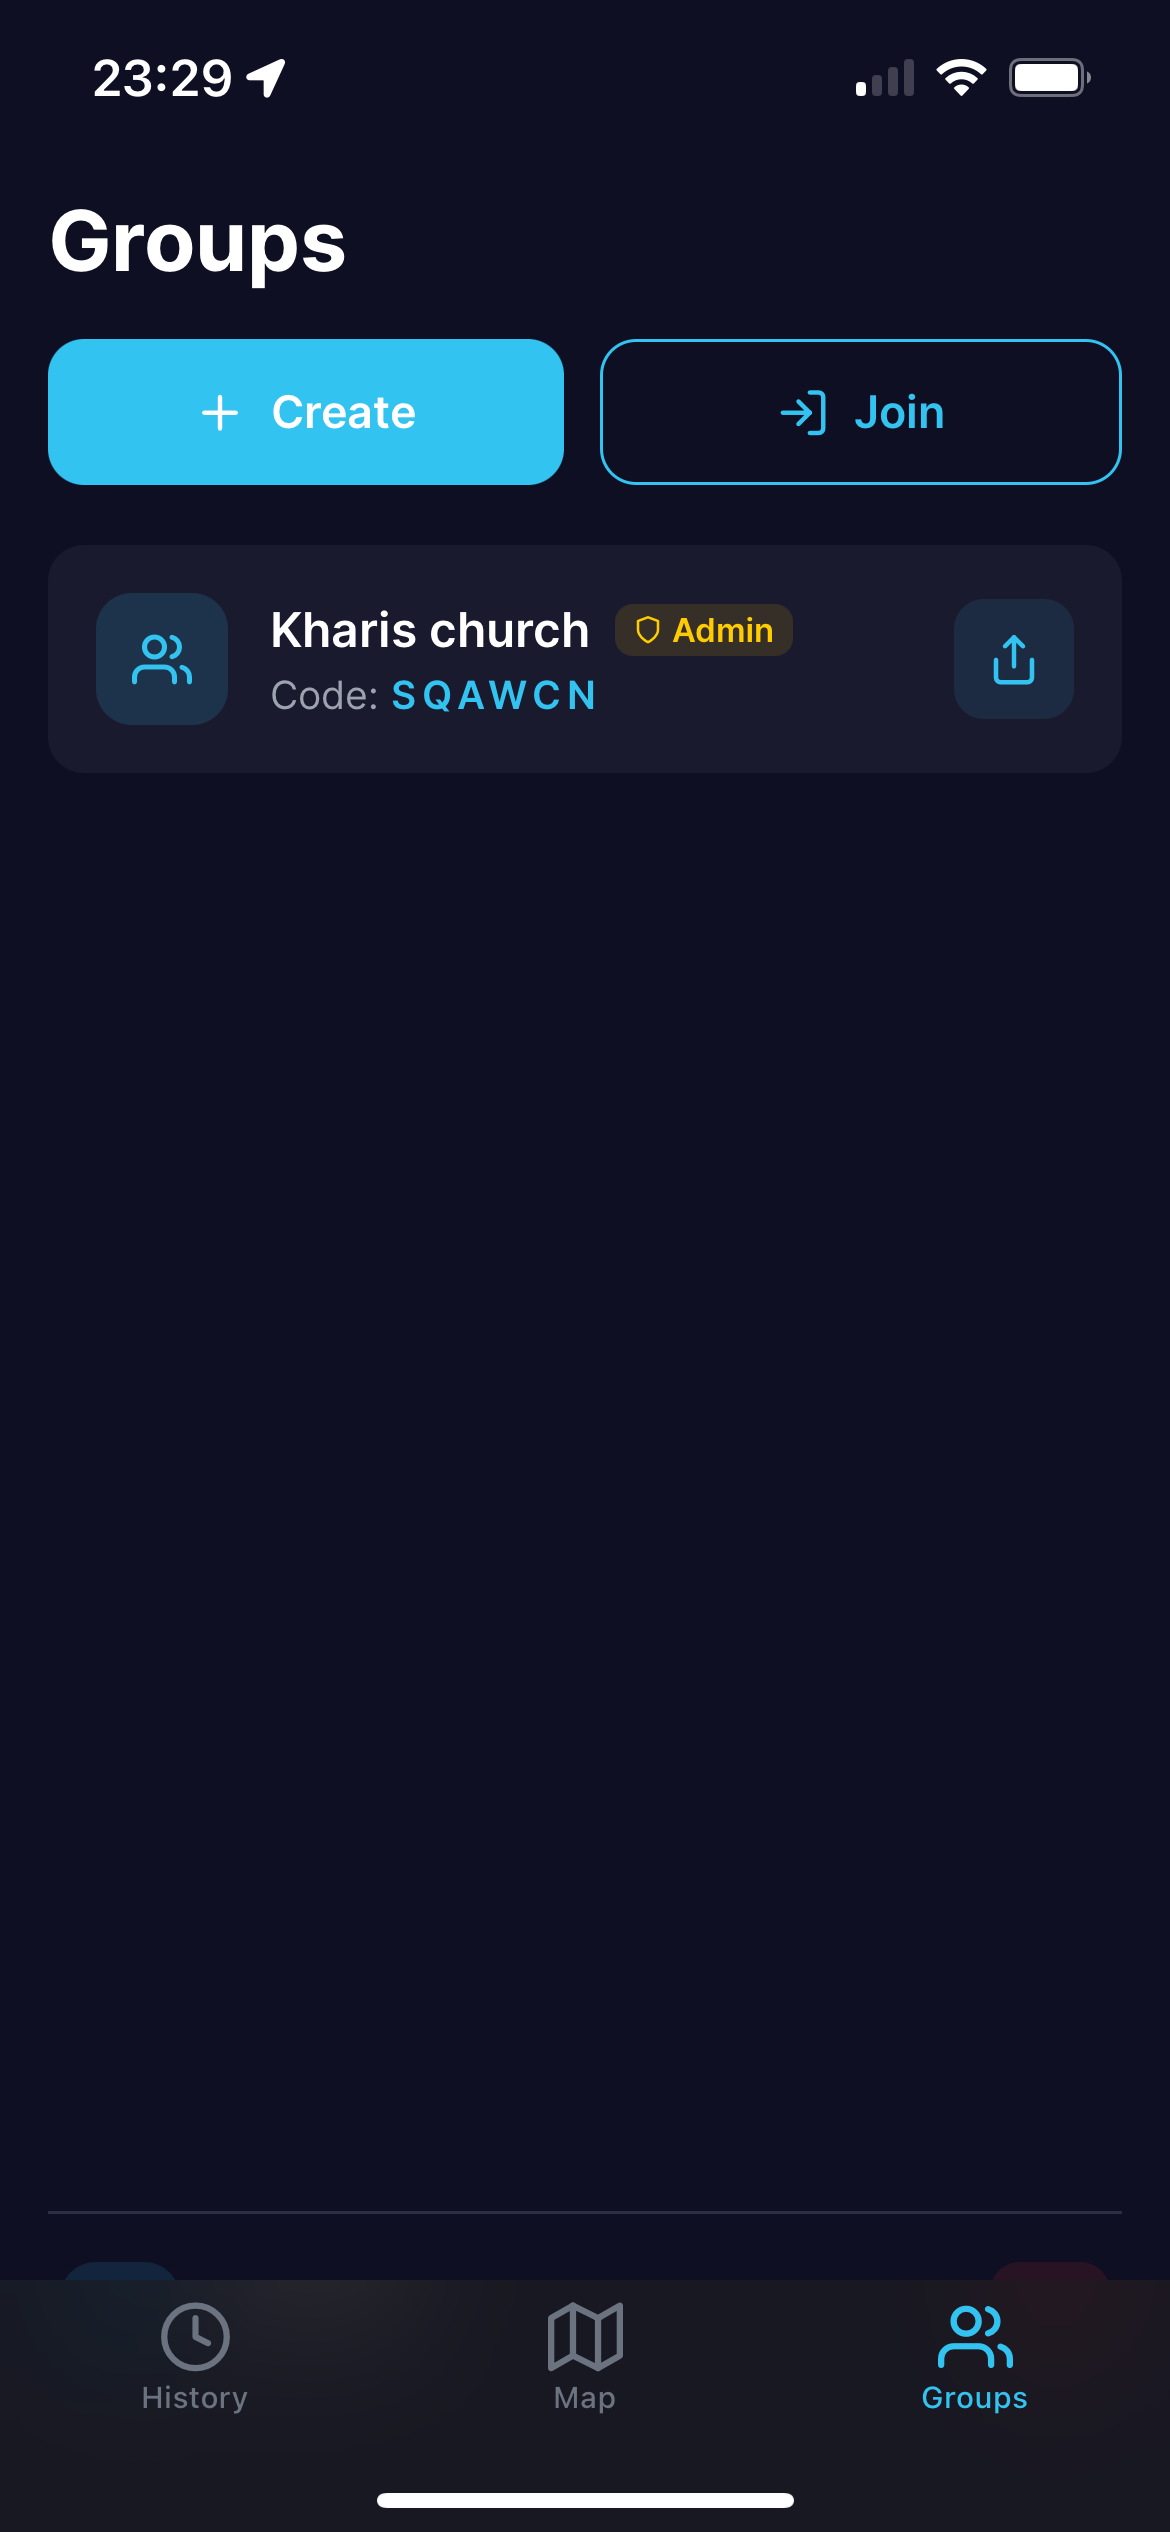 23:29
Groups
Create
Join
Kharis church Admin
Code: SQAWCN
History
Map
Groups